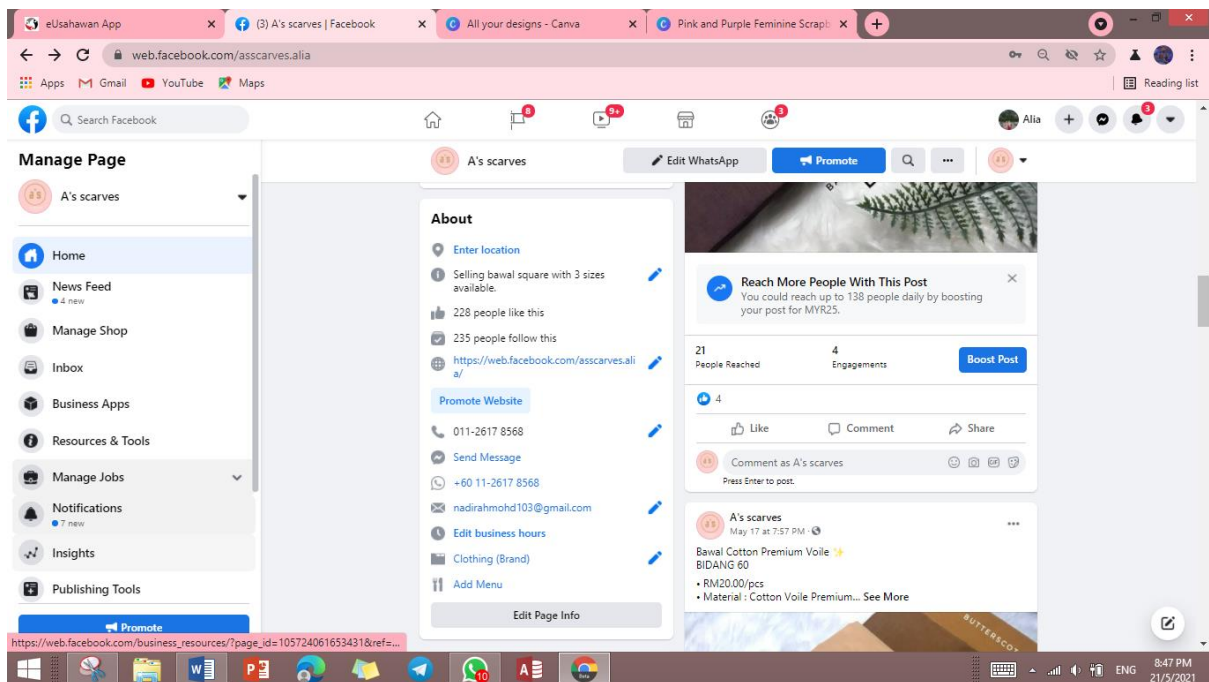 eUsahawan App
(3) A's scarves | Facebook
All your designs - Canva
Pink and Purple Feminine Scrapb
web.facebook.com/asscarves.alia
Apps
Gmail
YouTube
Maps
Reading list
Search Facebook
8
9+
3
Alia
3
Manage Page
A's scarves
Home
News Feed
4 new
Manage Shop
Inbox
Business Apps
Resources & Tools
Manage Jobs
Notifications
7 new
Insights
Publishing Tools
Promote
https://web.facebook.com/business_resources/?page_id=105724061653431&ref=...
A's scarves
Edit WhatsApp
Promote
About
Enter location
Selling bawal square with 3 sizes
available.
228 people like this
235 people follow this
https://web.facebook.com/asscarves.ali
a/
Promote Website
011-2617 8568
Send Message
+60 11-2617 8568
nadirahmohd103@gmail.com
Edit business hours
Clothing (Brand)
Add Menu
Edit Page Info
Reach More People With This Post
You could reach up to 138 people daily by boosting
your post for MYR25.
21
People Reached
4
Engagements
Boost Post
4
Like
Comment
Share
Comment as A's scarves
GIF
Press Enter to post.
A's scarves
May 17 at 7:57 PM
Bawal Cotton Premium Voile ✨
BIDANG 60
• RM20.00/pcs
• Material : Cotton Voile Premium... See More
BUTTERSCO
10
ENG
8:47 PM
21/5/2021